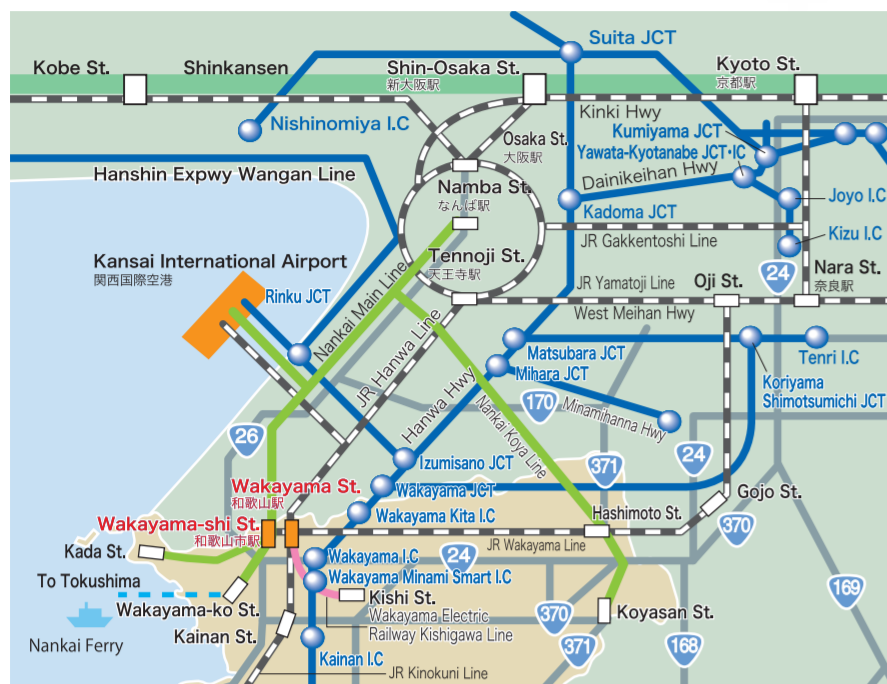 Suita JCT
Kobe St.
Shinkansen
Shin-Osaka St.
新大阪駅
Kyoto St.
京都駅
Kinki Hwy
Nishinomiya I.C
Osaka St.
大阪駅
Kumiyama JCT
Yawata-Kyotanabe JCT・IC
Hanshin Expwy Wangan Line
Namba St.
なんば駅
Dainikeihan Hwy
Kadoma JCT
Joyo I.C
JR Gakkentoshi Line
Kizu I.C
Kansai International Airport
関西国際空港
Tennoji St.
天王寺駅
24
Rinku JCT
Nankai Main Line
JR Yamatoji Line
Oji St.
Nara St.
奈良駅
West Meihan Hwy
JR Hanwa Line
Matsubara JCT
Mihara JCT
Tenri I.C
Koriyama
Shimotsumichi JCT
Hanwa Hwy
Nankai Koya Line
170
Minamihanna Hwy
26
24
Izumisano JCT
371
Wakayama St.
和歌山駅
Wakayama JCT
Gojo St.
Wakayama Kita I.C
Hashimoto St.
370
Wakayama-shi St.
和歌山市駅
JR Wakayama Line
Kada St.
Wakayama I.C
24
To Tokushima
Wakayama Minami Smart I.C
169
Wakayama-ko St.
Kishi St.
Wakayama Electric
Railway Kishigawa Line
370
Koyasan St.
Kainan St.
Nankai Ferry
Kainan I.C
371
168
JR Kinokuni Line